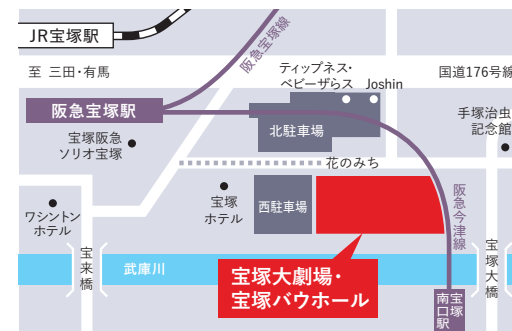 JR宝塚駅
阪急宝塚線
至 三田・有馬
ティップネス・
ベビーざらス
Joshin
国道176号線
阪急宝塚駅
手塚治虫
記念館
宝塚阪急
ソリオ宝塚
北駐車場
花のみち
宝塚
ホテル
西駐車場
阪急今津線
ワシントン
ホテル
宝来橋
武庫川
宝塚大橋
宝塚大劇場・
宝塚バウホール
宝塚
南口駅